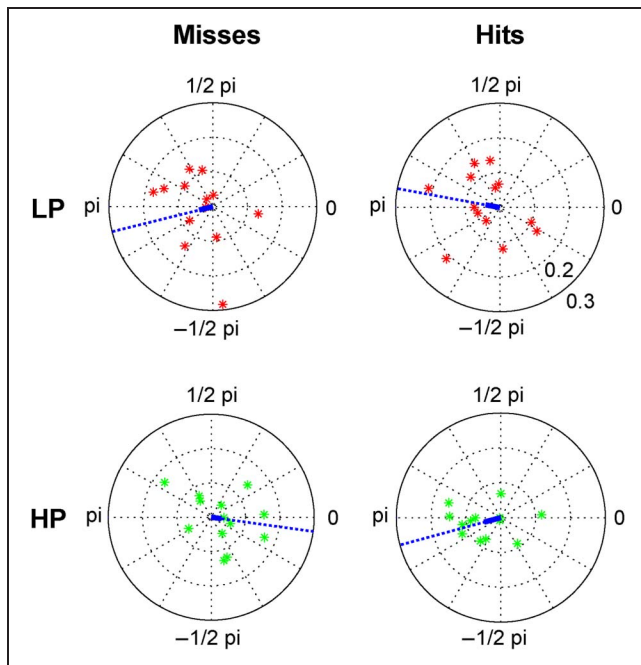 Misses Hits
1/2 pi 1/2 pi
LP pi 0 pi 0
0.2
0.3
–1/2 pi –1/2 pi
1/2 pi 1/2 pi
HP pi 0 pi 0
–1/2 pi –1/2 pi